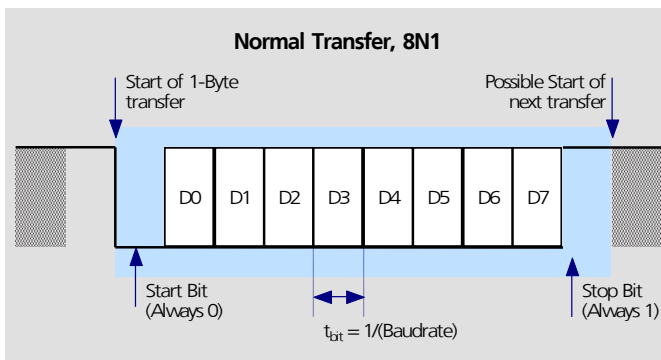 Normal Transfer, 8N1
Start of 1-Byte
transfer
Possible Start of
next transfer
D0 D1 D2 D3 D4 D5 D6 D7
Start Bit
(Always 0)
t_bit = 1/(Baudrate)
Stop Bit
(Always 1)